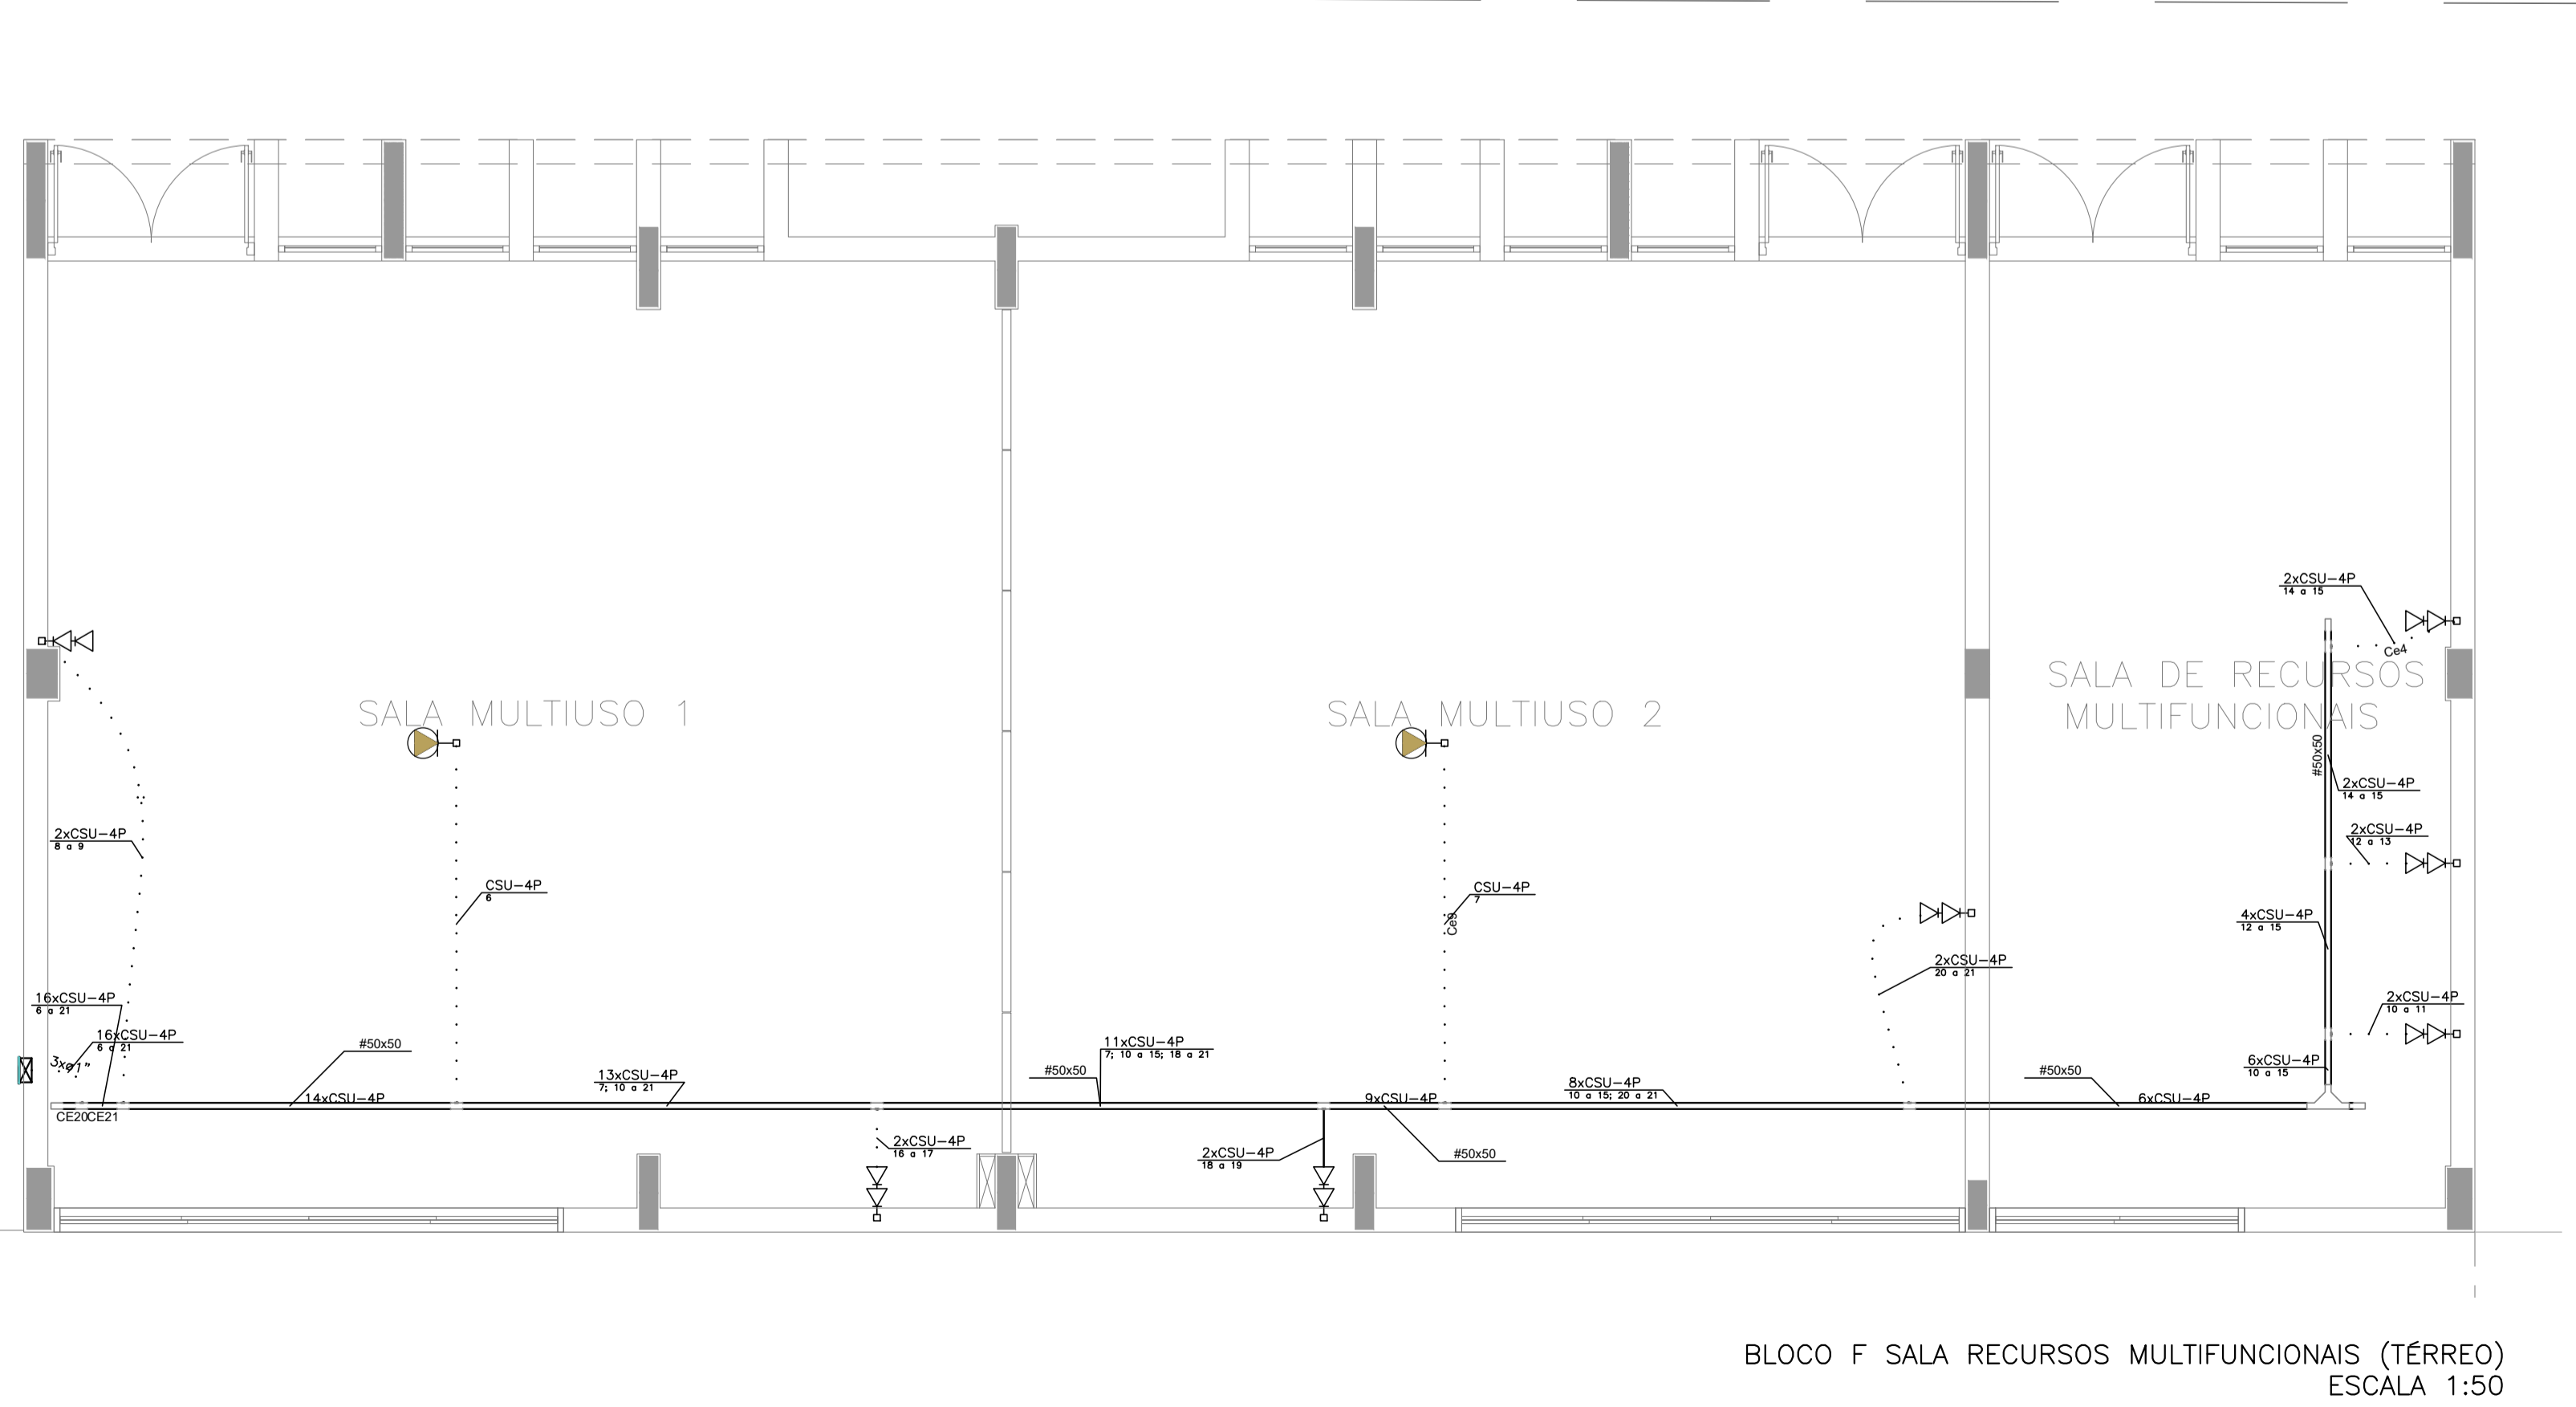 2xCSU-4P
14 a 15
Ce4
SALA MULTIUSO 1
SALA MULTIUSO 2
SALA DE RECURSOS
MULTIFUNCIONAIS
#50x50
2xCSU-4P
14 a 15
2xCSU-4P
8 a 9
2xCSU-4P
12 a 13
CSU-4P
6
CSU-4P
7
Ce9
4xCSU-4P
12 a 15
2xCSU-4P
20 a 21
16xCSU-4P
6 a 21
2xCSU-4P
10 a 11
16xCSU-4P
6 a 21
3xø1"
#50x50
11xCSU-4P
7; 10 a 15; 18 a 21
#50x50
13xCSU-4P
7; 10 a 21
8xCSU-4P
10 a 15; 20 a 21
#50x50
6xCSU-4P
10 a 15
14xCSU-4P
9xCSU-4P
6xCSU-4P
CE20CE21
2xCSU-4P
16 a 17
2xCSU-4P
18 a 19
#50x50
BLOCO F SALA RECURSOS MULTIFUNCIONAIS (TÉRREO)
ESCALA 1:50